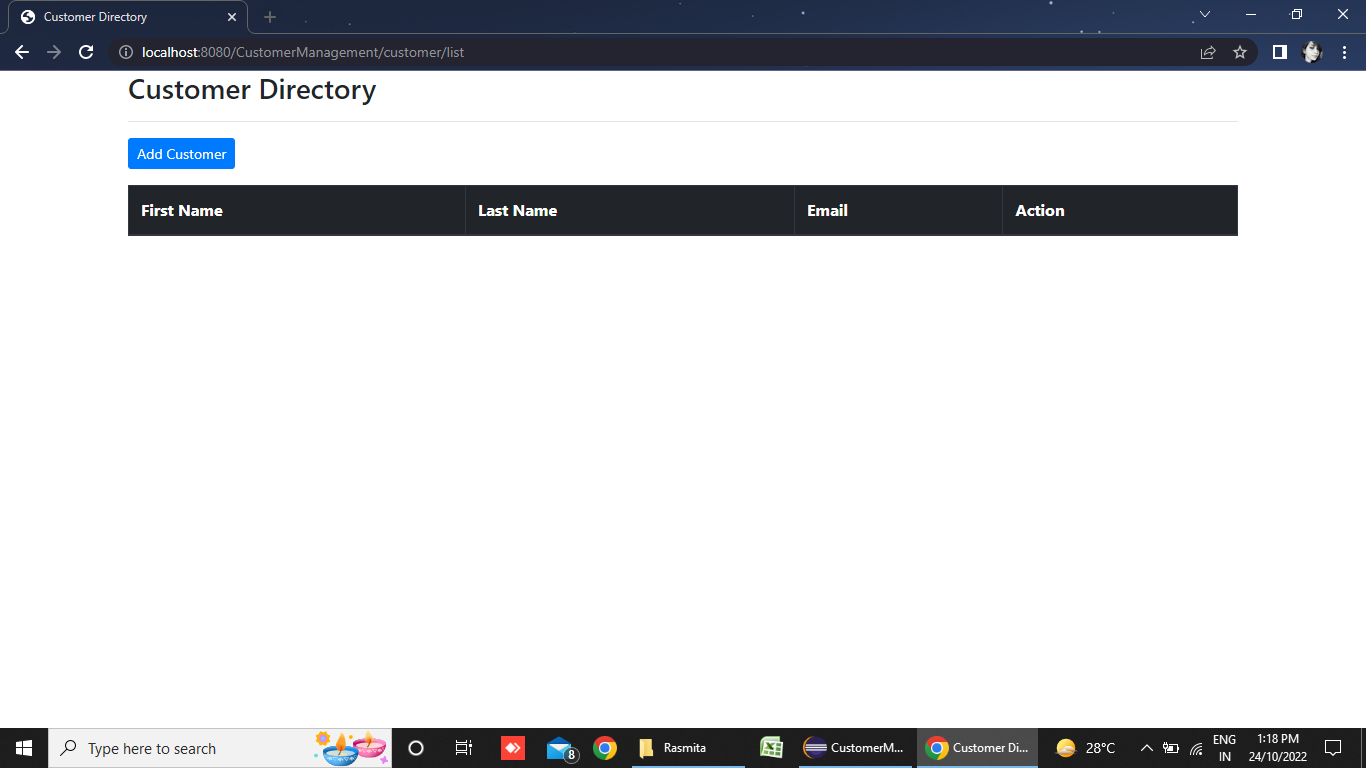 Customer Directory
localhost:8080/CustomerManagement/customer/list
Customer Directory
Add Customer
First Name Last Name Email Action
Type here to search
8
Rasmita
CustomerM...
Customer Di...
28°C
ENG
IN
1:18 PM
24/10/2022